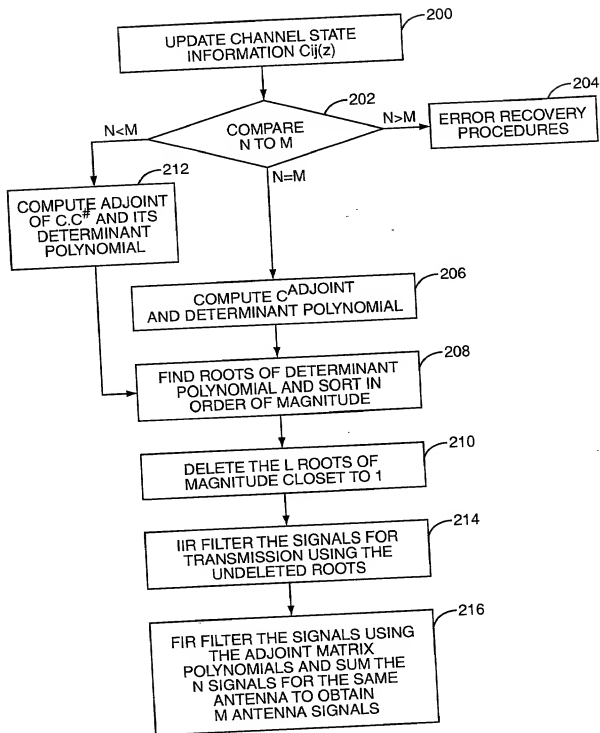 200
UPDATE CHANNEL STATE
INFORMATION Cij(z)
202
COMPARE
N TO M
N>M
204
ERROR RECOVERY
PROCEDURES
N<M
N=M
212
COMPUTE ADJOINT
OF C.C# AND ITS
DETERMINANT
POLYNOMIAL
206
COMPUTE CADJOINT
AND DETERMINANT POLYNOMIAL
208
FIND ROOTS OF DETERMINANT
POLYNOMIAL AND SORT IN
ORDER OF MAGNITUDE
210
DELETE THE L ROOTS OF
MAGNITUDE CLOSET TO 1
214
IIR FILTER THE SIGNALS FOR
TRANSMISSION USING THE
UNDELETED ROOTS
216
FIR FILTER THE SIGNALS USING
THE ADJOINT MATRIX
POLYNOMIALS AND SUM THE
N SIGNALS FOR THE SAME
ANTENNA TO OBTAIN
M ANTENNA SIGNALS